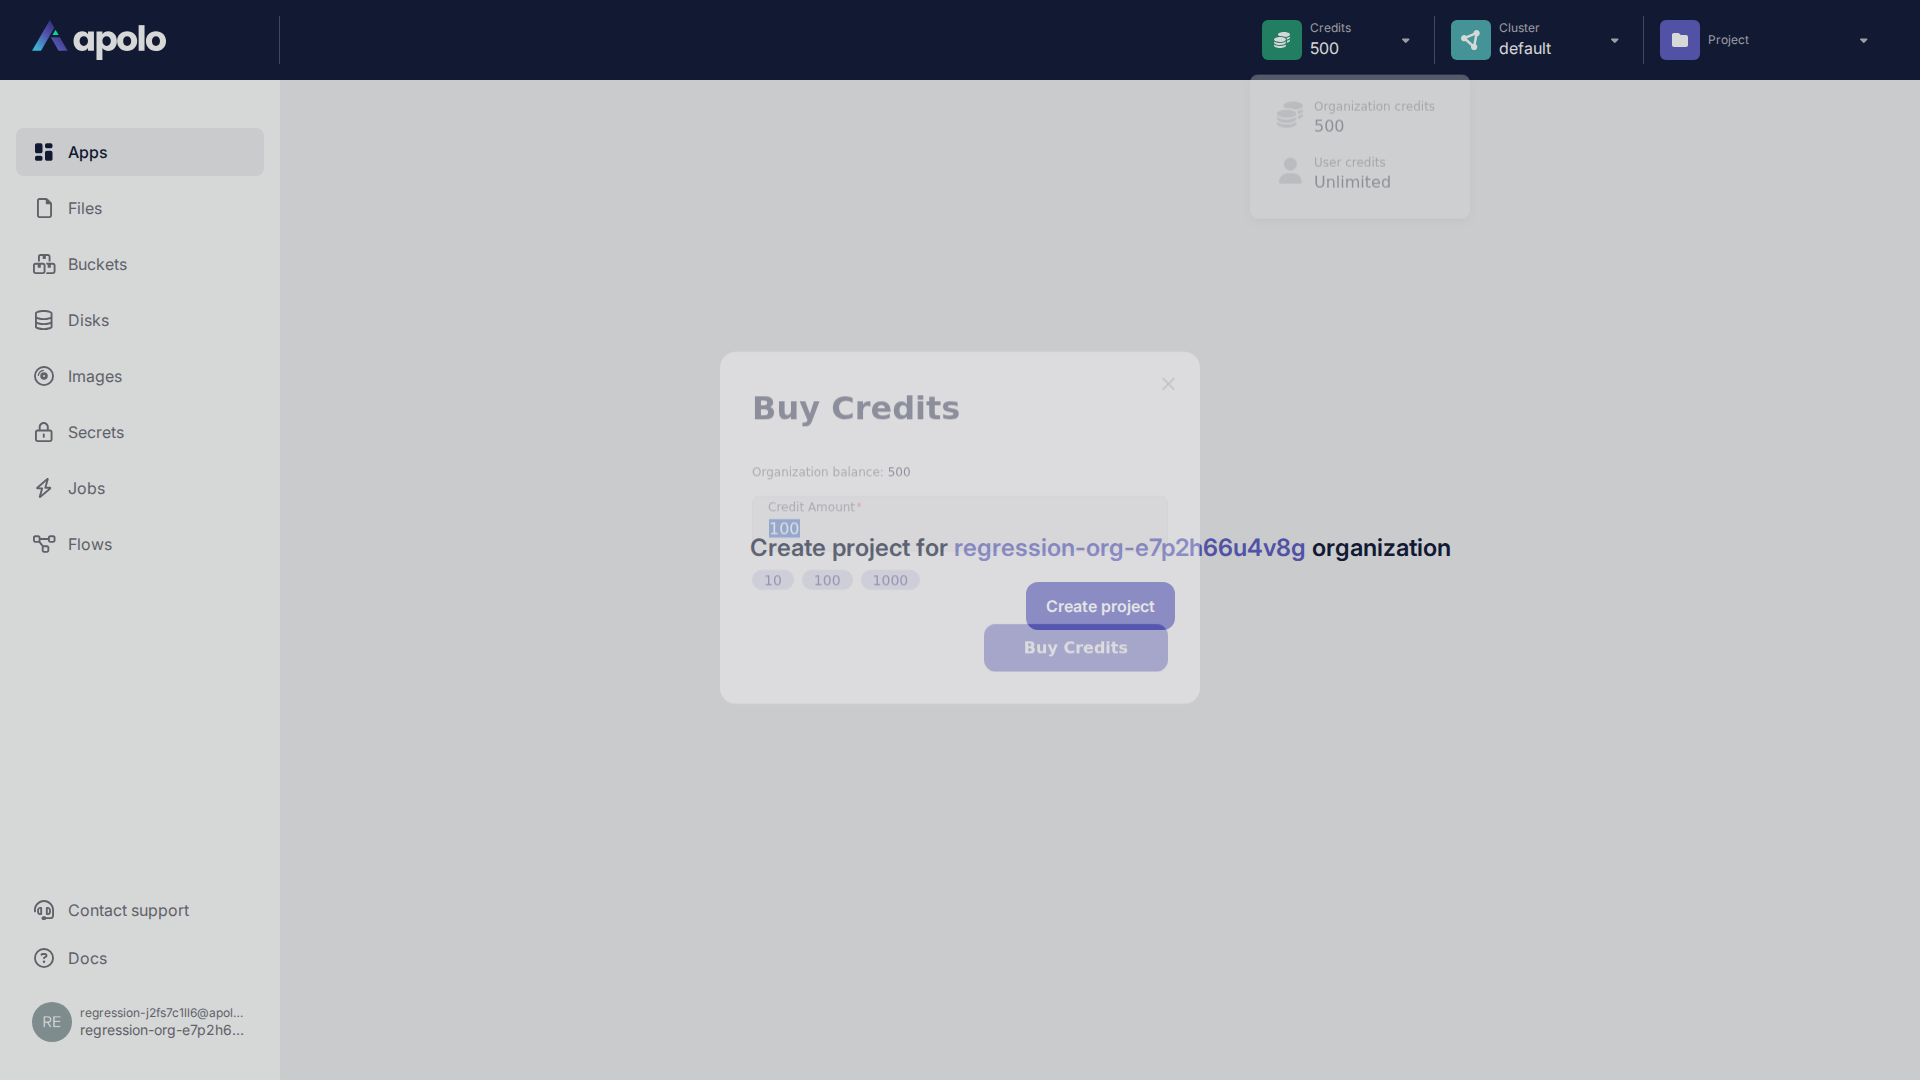 apolo
Credits
500
Cluster
default
Project
Organization credits
500
User credits
Unlimited
Apps
Files
Buckets
Disks
Images
Secrets
Jobs
Flows
Buy Credits
Organization balance: 500
Credit Amount*
100
Create project for regression-org-e7p2h66u4v8g organization
10 100 1000
Create project
Buy Credits
Contact support
Docs
RE
regression-j2fs7c1ll6@apol...
regression-org-e7p2h6...